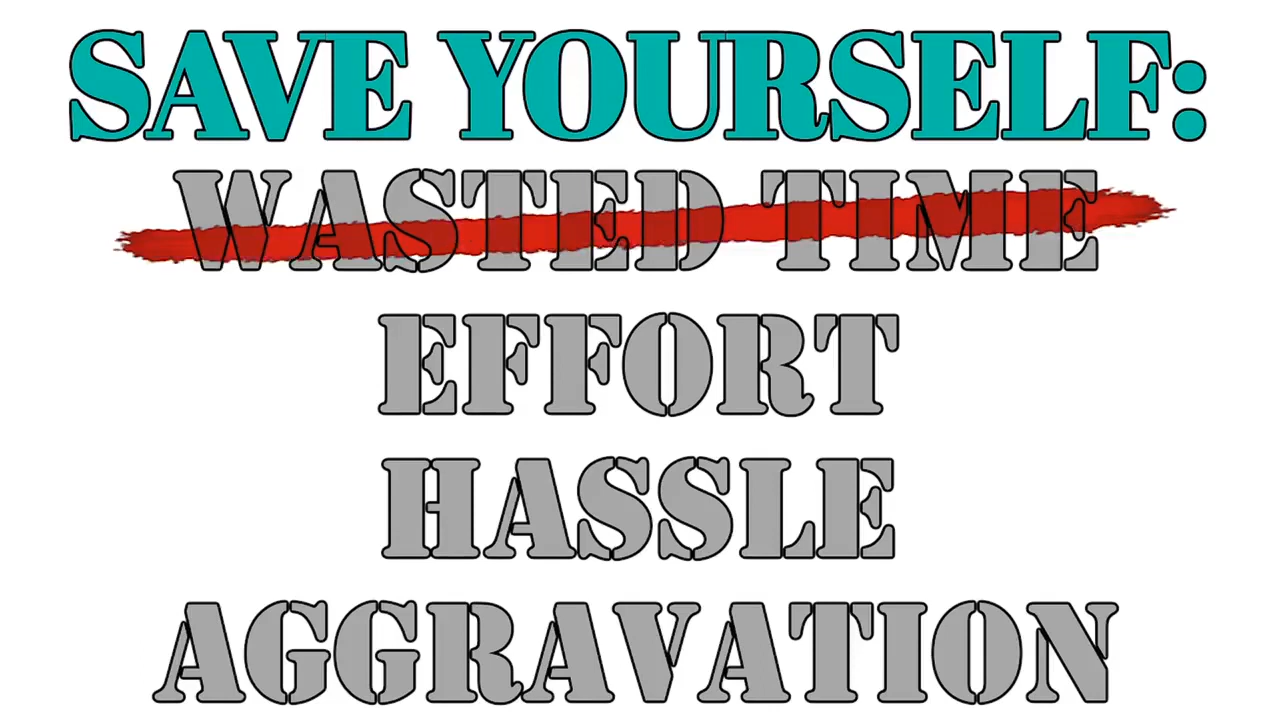 SAVE YOURSELF:
WASTED TIME
EFFORT
HASSLE
AGGRAVATION